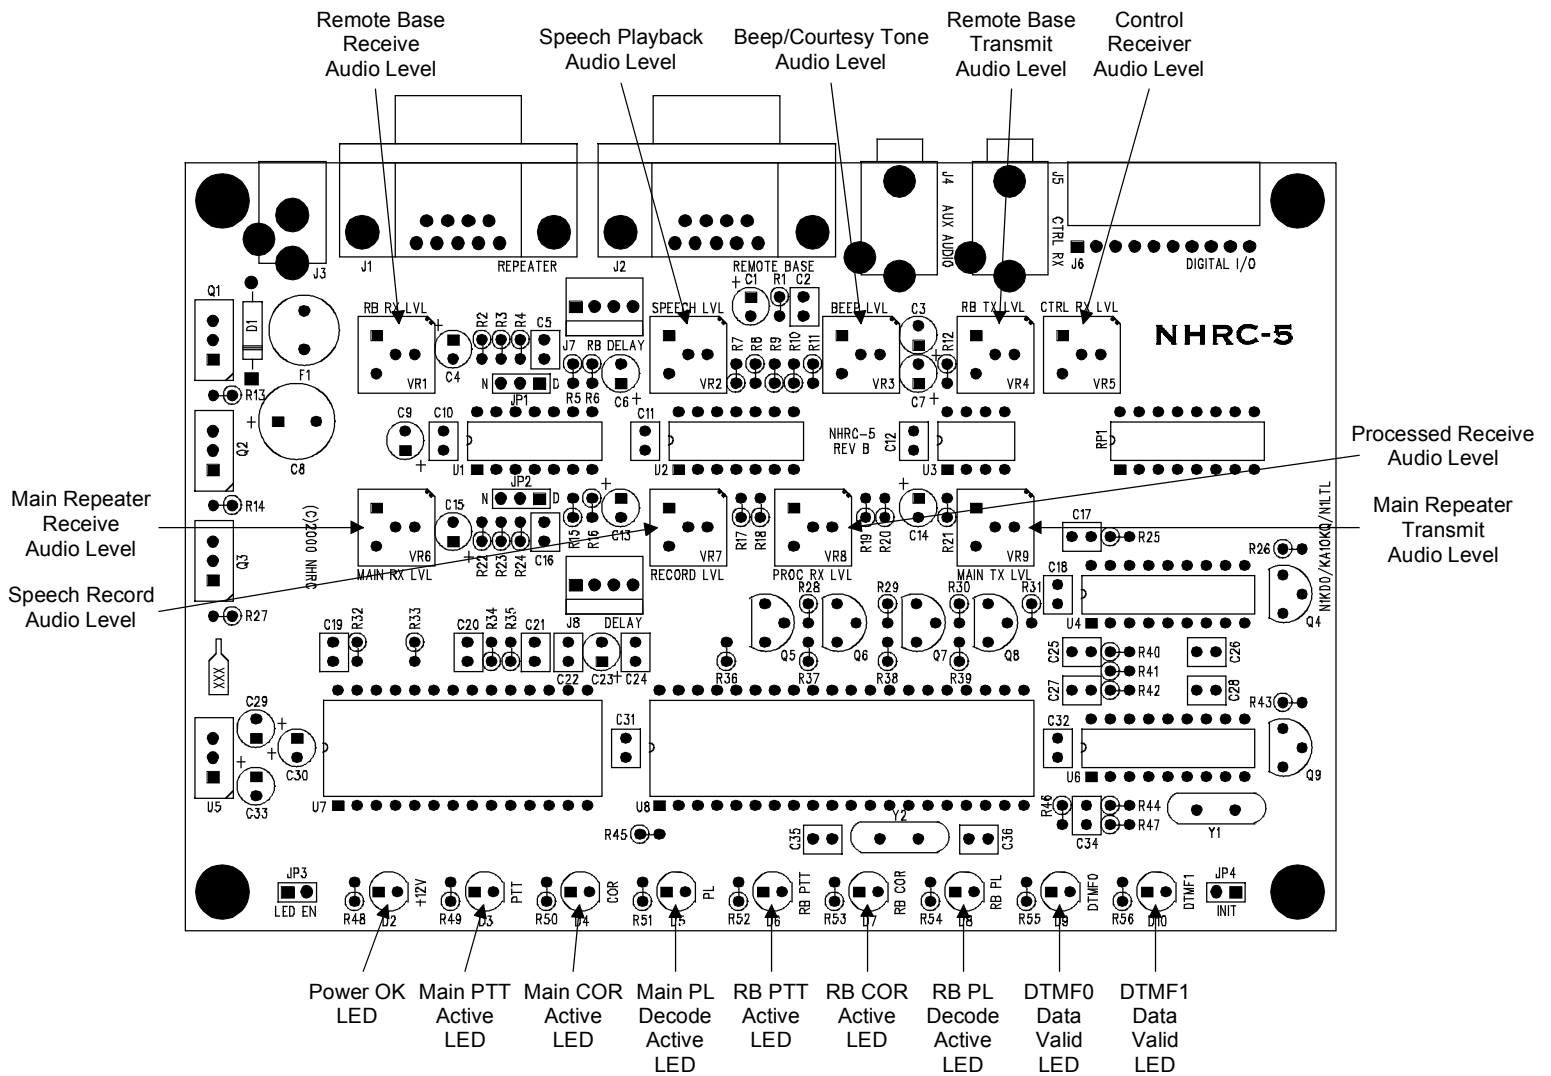 Remote Base
Receive
Audio Level
Speech Playback
Audio Level
Beep/Courtesy Tone
Audio Level
Remote Base
Transmit
Audio Level
Control
Receiver
Audio Level
J3
J1
REPEATER
J2
REMOTE BASE
J4 AUX AUDIO
J5 CTRL RX
J6
DIGITAL I/O
Q1
D1
F1
RB RX LVL
VR1
C4
R2
R3
R4
C5
J7 RB DELAY
N
D
JP1
R5
R6
C6
SPEECH LVL
VR2
C1
R1
C2
R7
R8
R9
R10
R11
BEEP LVL
VR3
C3
C7
R12
RB TX LVL
VR4
CTRL RX LVL
VR5
NHRC-5
R13
Q2
C8
C9
C10
U1
C11
U2
NHRC-5
REV B
C12
U3
RP1
Processed Receive
Audio Level
Main Repeater
Receive
Audio Level
R14
Q3
(C)2000 NHRC
N
D
JP2
VR6
MAIN RX LVL
C15
R22
R23
R24
C16
R15
R16
C13
VR7
RECORD LVL
R17
R18
VR8
PROC RX LVL
R19
R20
C14
R21
VR9
MAIN TX LVL
C17
R25
R26
N1KDO/KA1OKQ/N1LTL
Main Repeater
Transmit
Audio Level
Speech Record
Audio Level
R27
XXX
C19
R32
R33
C20
R34
R35
C21
J8
DELAY
C22
C23
C24
R36
Q5
R28
R37
Q6
R29
R38
Q7
R30
R39
Q8
R31
C18
U4
Q4
C25
R40
C26
R41
C27
R42
C28
R43
C29
C30
C33
U5
U7
C31
U8
C32
U6
Q9
R45
C35
Y2
C36
R46
C34
R44
R47
Y1
JP3
LED EN
R48
D2
+12V
R49
D3
PTT
R50
D4
COR
R51
D5
PL
R52
D6
RB PTT
R53
D7
RB COR
R54
D8
RB PL
R55
D9
DTMF0
R56
D10
DTMF1
JP4
INIT
Power OK
LED
Main PTT
Active
LED
Main COR
Active
LED
Main PL
Decode
Active
LED
RB PTT
Active
LED
RB COR
Active
LED
RB PL
Decode
Active
LED
DTMF0
Data
Valid
LED
DTMF1
Data
Valid
LED